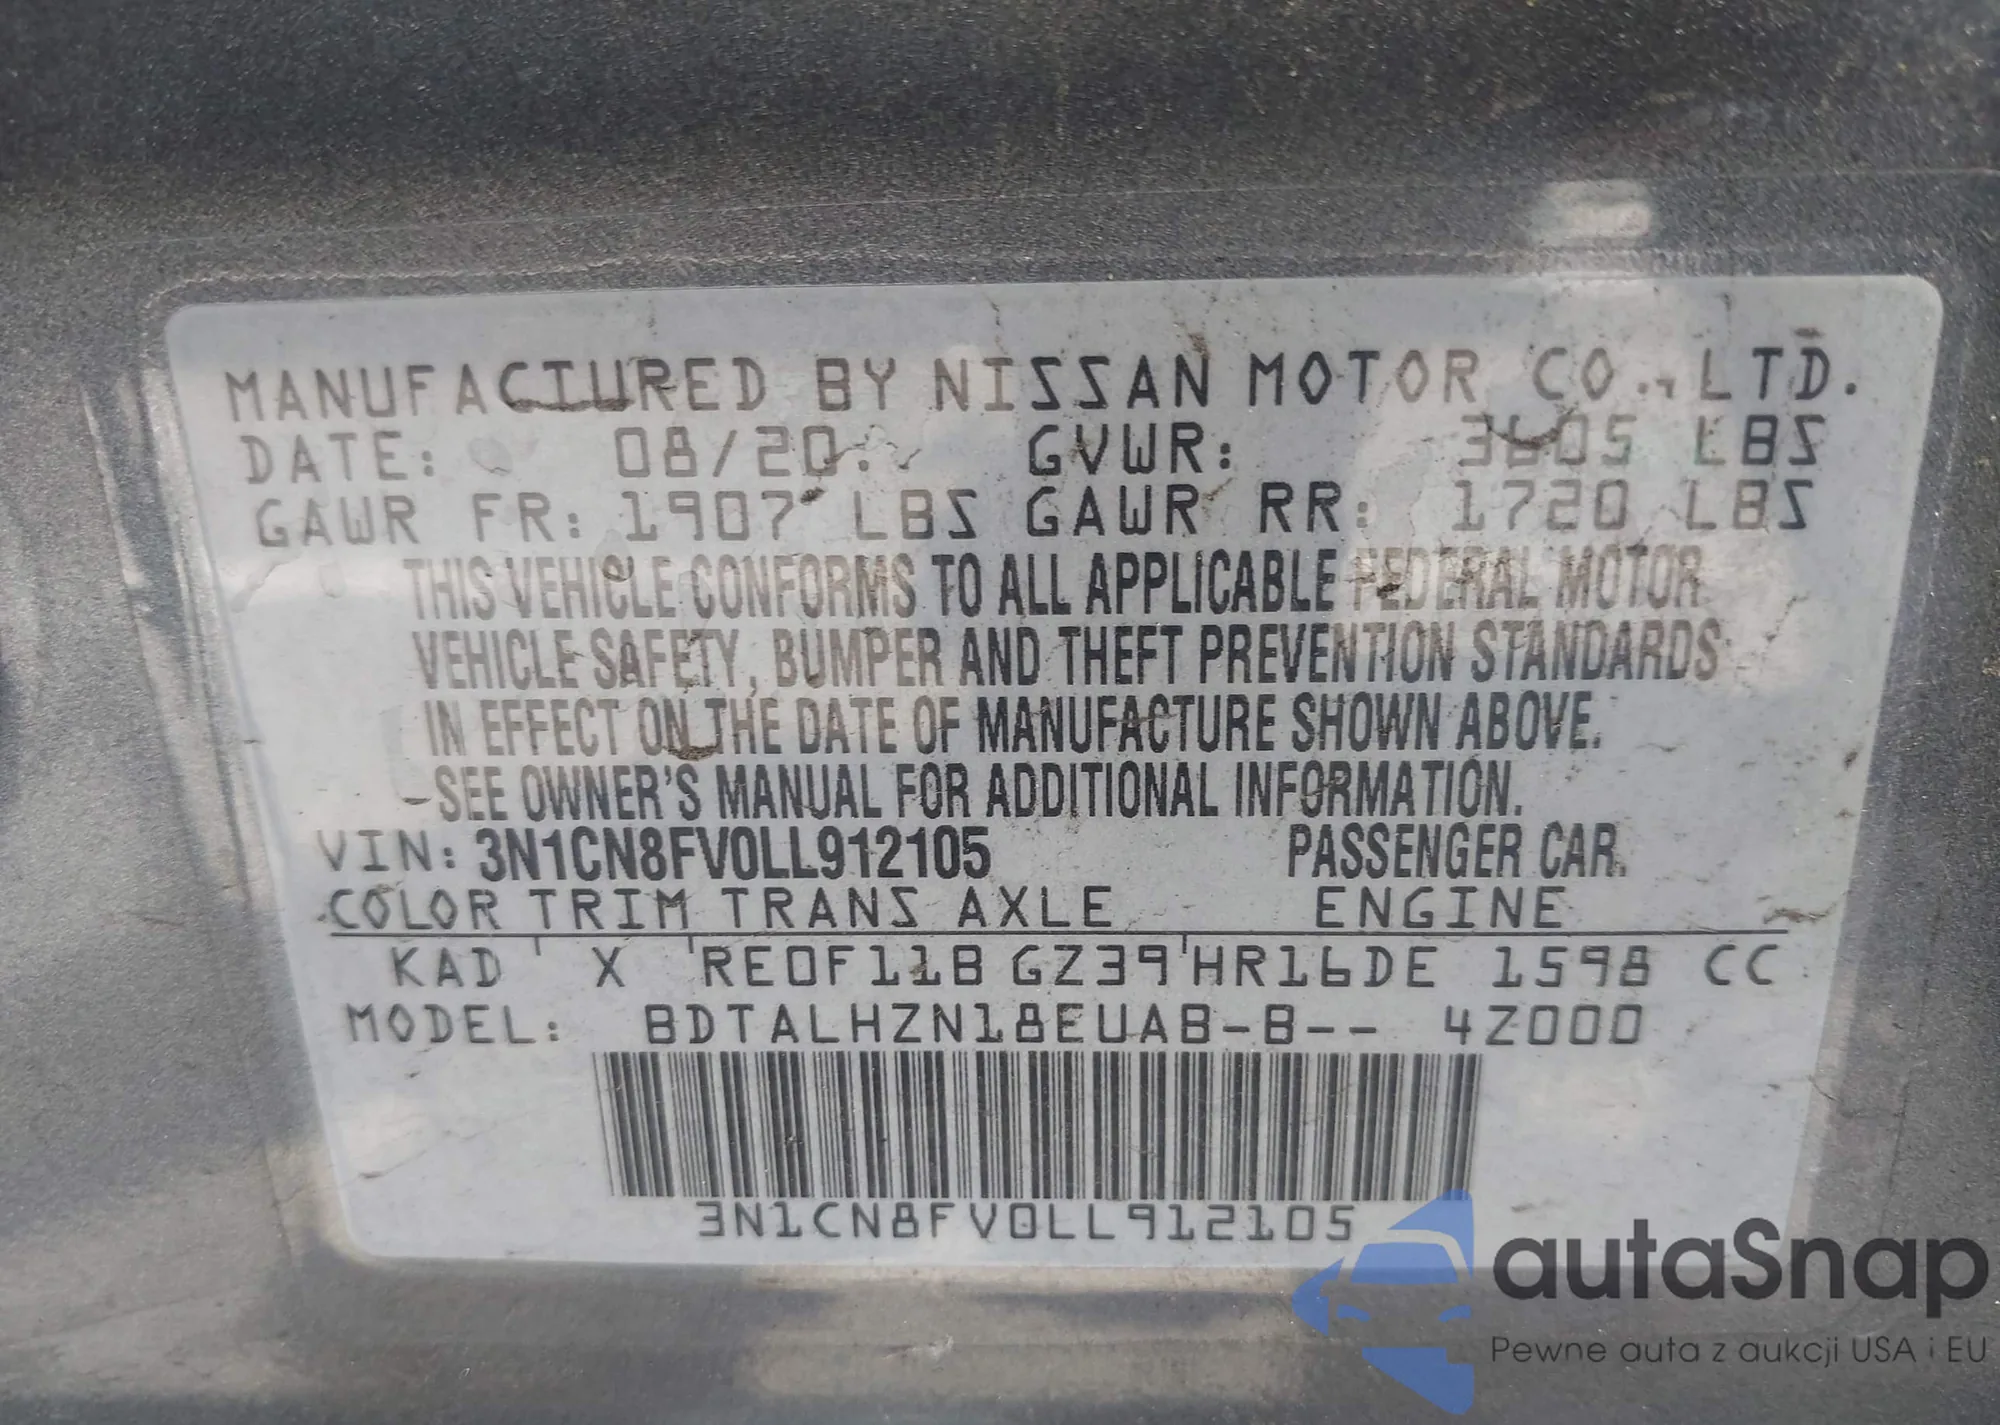 MANUFACTURED BY NISSAN MOTOR CO., LTD.
DATE: 08/20 GVWR: 3605 LBS
GAWR FR: 1907 LBS GAWR RR: 1720 LBS
THIS VEHICLE CONFORMS TO ALL APPLICABLE FEDERAL MOTOR
VEHICLE SAFETY, BUMPER AND THEFT PREVENTION STANDARDS
IN EFFECT ON THE DATE OF MANUFACTURE SHOWN ABOVE.
-SEE OWNER'S MANUAL FOR ADDITIONAL INFORMATION.
VIN: 3N1CN8FV0LL912105 PASSENGER CAR.
COLOR TRIM TRANS AXLE ENGINE
KAD X RE0F11B GZ39 HR16DE 1598 CC
MODEL: BDTALHZN18EUAB-B-- 4Z000
3N1CN8FV0LL912105
autaSnap
Pewne auta z aukcji USA i EU